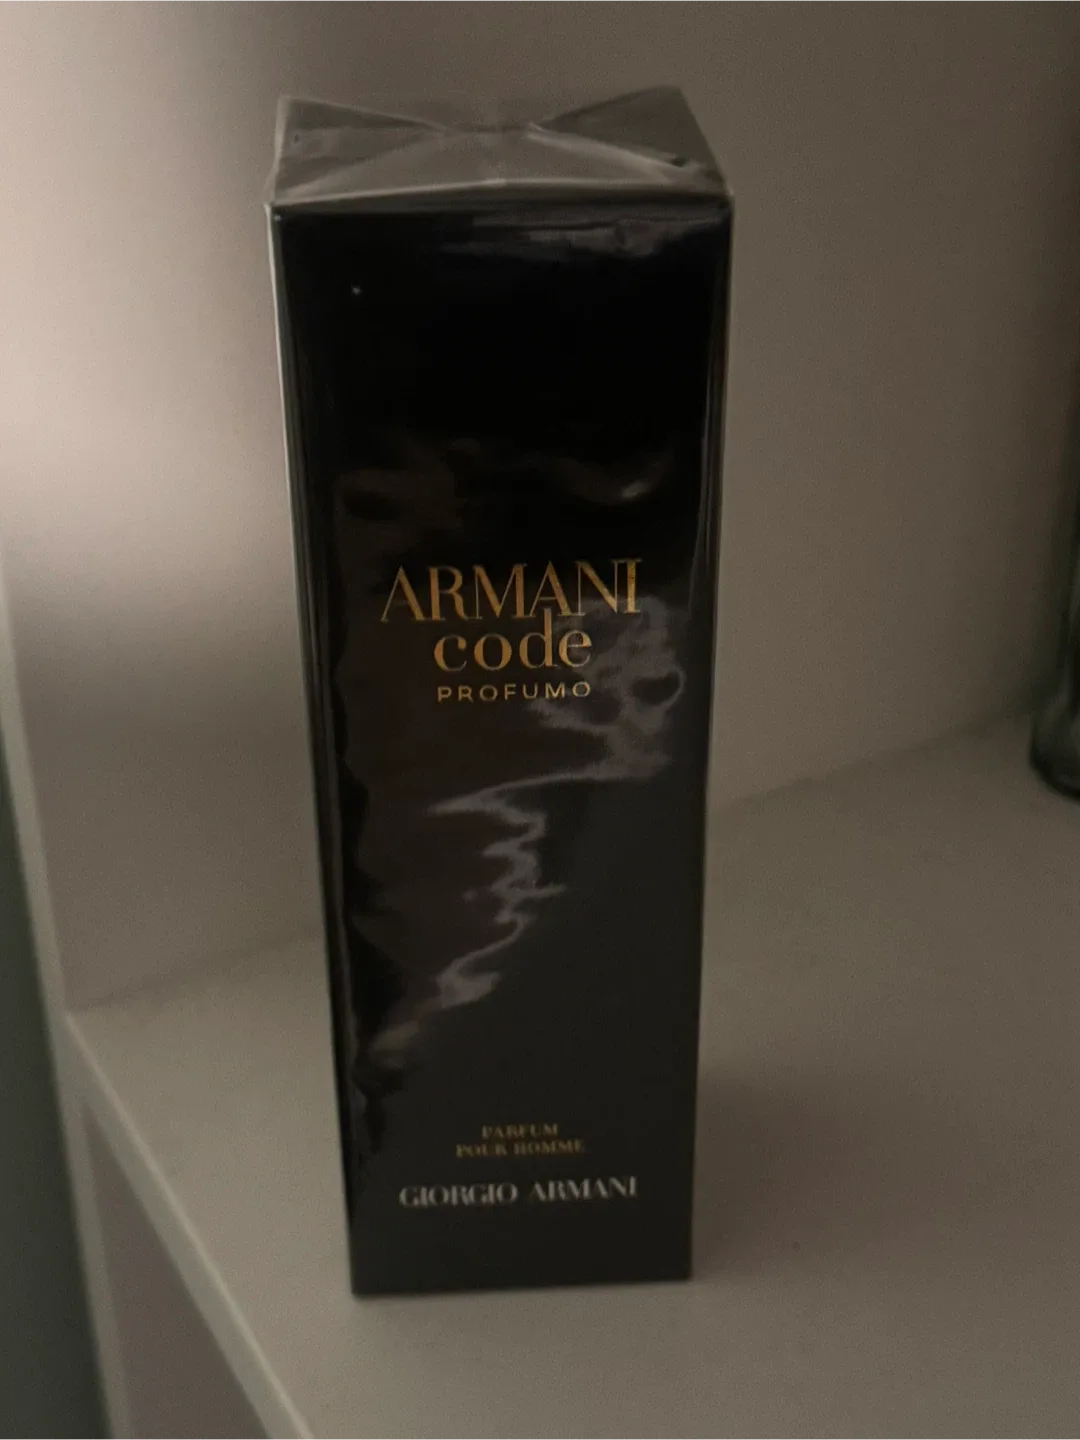 ARMANI
code
PROFUMO
PARFUM
POUR HOMME
GIORGIO ARMANI